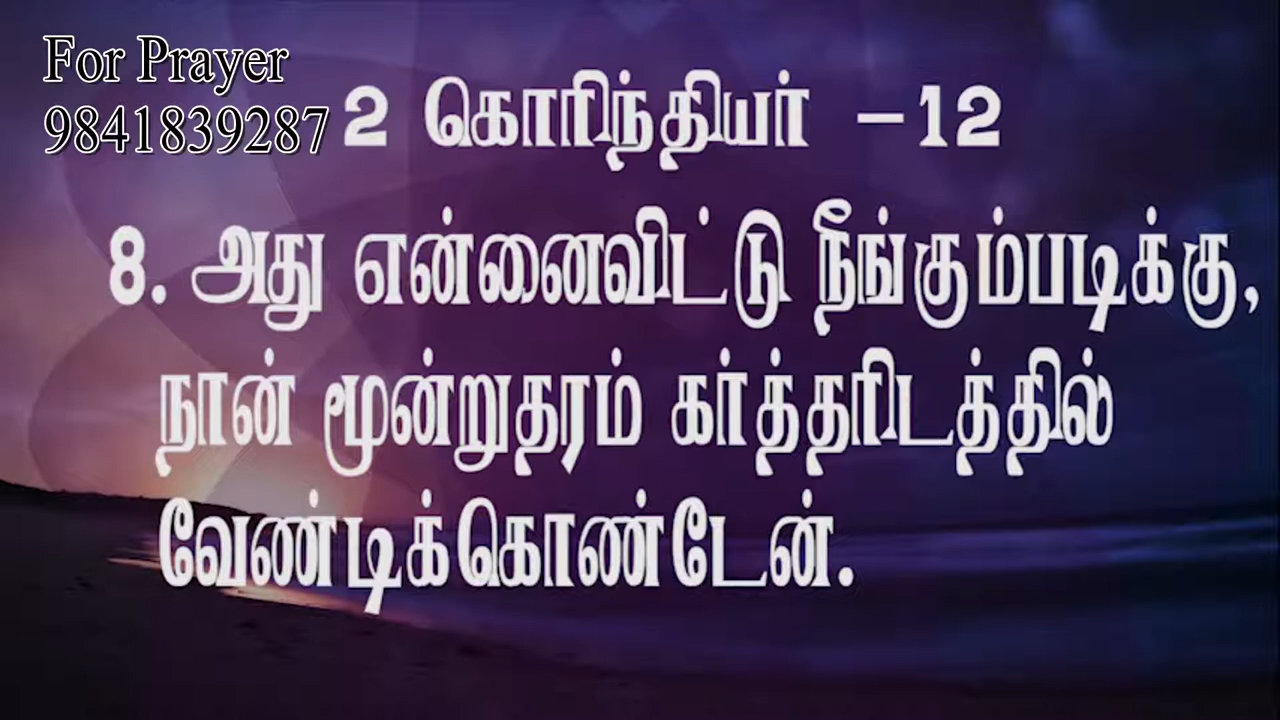 For Prayer
9841839287
2 கொரிந்தியர் -12
8. அது என்னைவிட்டு நீங்கும்படிக்கு,
நான் மூன்றுதரம் கர்த்தரிடத்தில்
வேண்டிக்கொண்டேன்.